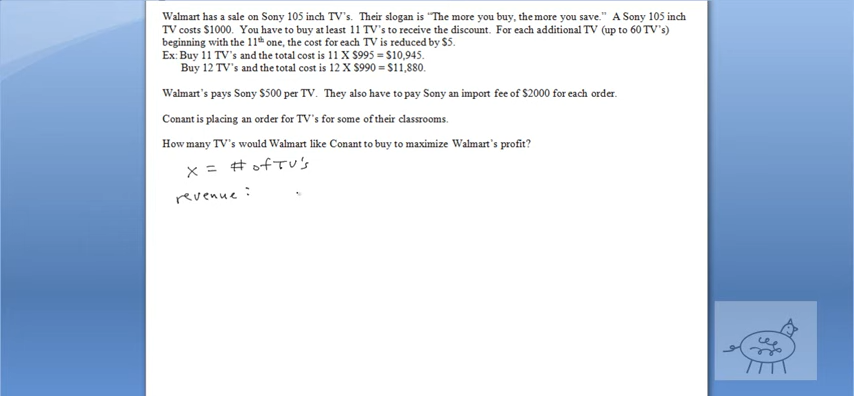 Walmart has a sale on Sony 105 inch TV's. Their slogan is "The more you buy, the more you save." A Sony 105 inch
TV costs $1000. You have to buy at least 11 TV's to receive the discount. For each additional TV (up to 60 TV's)
beginning with the 11th one, the cost for each TV is reduced by $5.
Ex: Buy 11 TV's and the total cost is 11 X $995 = $10,945.
Buy 12 TV's and the total cost is 12 X $990 = $11,880.
Walmart's pays Sony $500 per TV. They also have to pay Sony an import fee of $2000 for each order.
Conant is placing an order for TV's for some of their classrooms.
How many TV's would Walmart like Conant to buy to maximize Walmart's profit?
x = # of TV's
revenue: